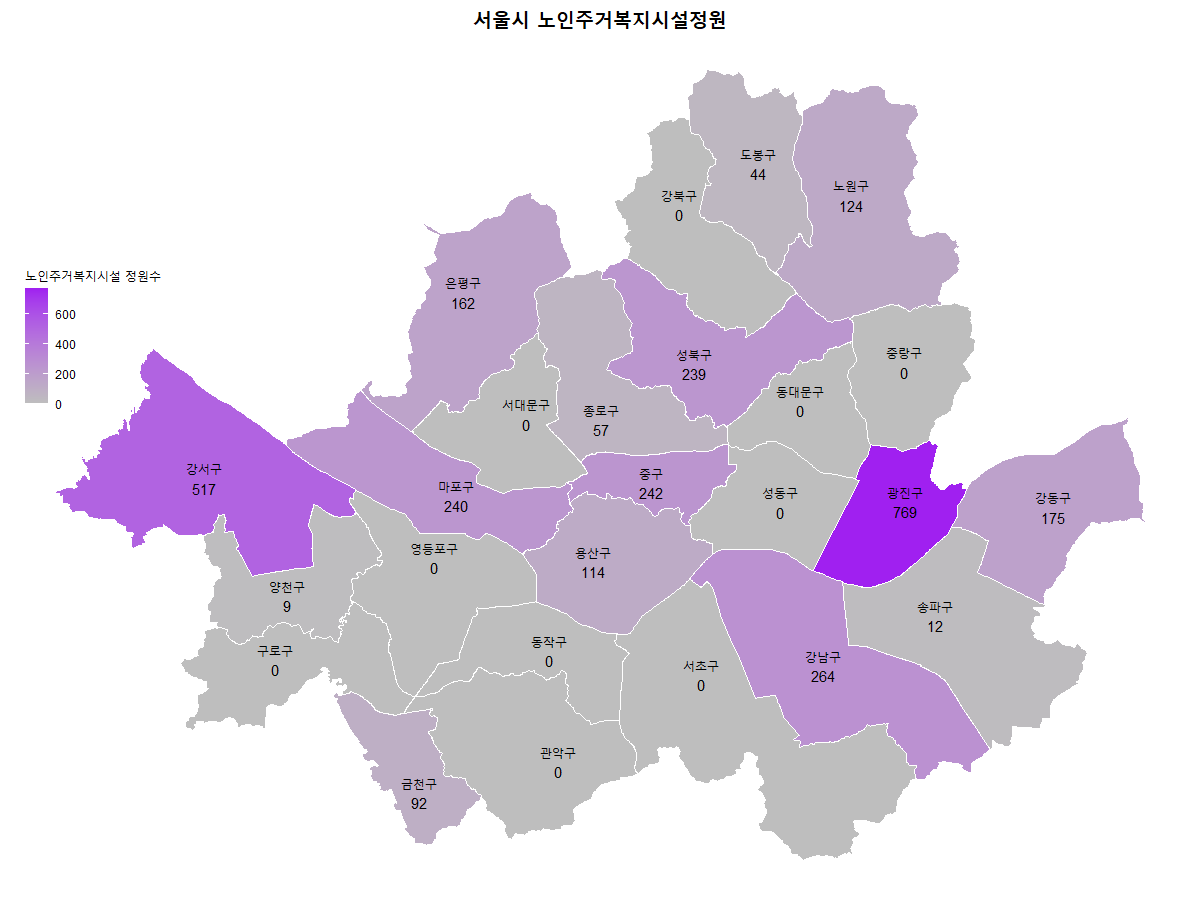 서울시 노인주거복지시설정원
도봉구
44
노원구
124
강북구
0
노인주거복지시설 정원수
600
400
200
0
은평구
162
성북구
239
중랑구
0
동대문구
0
서대문구
0
종로구
57
강서구
517
마포구
240
중구
242
성동구
0
광진구
769
강동구
175
영등포구
0
용산구
114
양천구
9
송파구
12
구로구
0
동작구
0
서초구
0
강남구
264
관악구
0
금천구
92